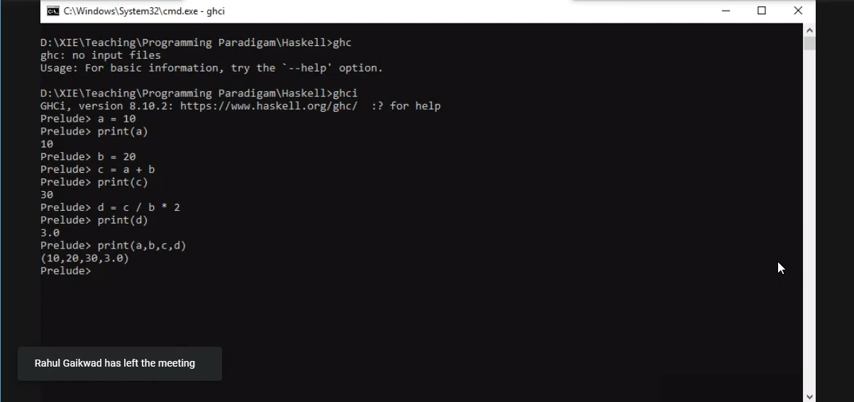 C:\Windows\System32\cmd.exe - ghci
D:\XIE\Teaching\Programming Paradigam\Haskell>ghc
ghc: no input files
Usage: For basic information, try the `--help' option.
D:\XIE\Teaching\Programming Paradigam\Haskell>ghci
GHCi, version 8.10.2: https://www.haskell.org/ghc/  :? for help
Prelude> a = 10
Prelude> print(a)
10
Prelude> b = 20
Prelude> c = a + b
Prelude> print(c)
30
Prelude> d = c / b * 2
Prelude> print(d)
3.0
Prelude> print(a,b,c,d)
(10,20,30,3.0)
Prelude>
Rahul Gaikwad has left the meeting